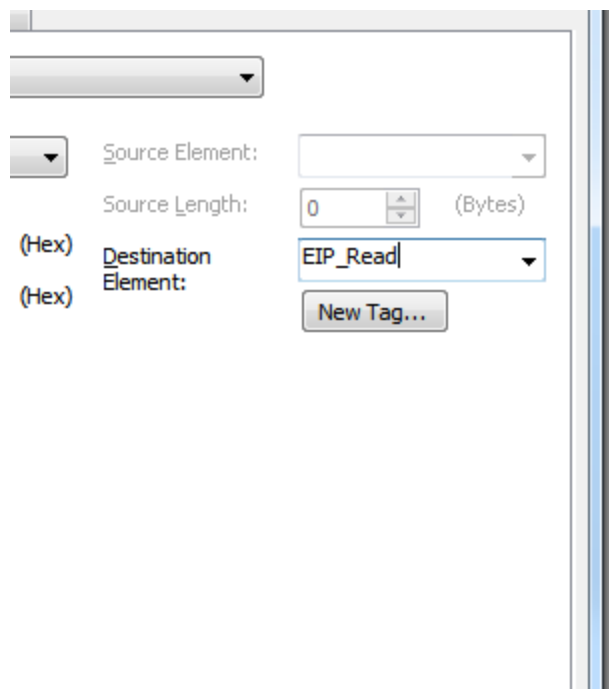 Source Element:
Source Length: 0 (Bytes)
(Hex) Destination Element: EIP_Read
(Hex)
New Tag...